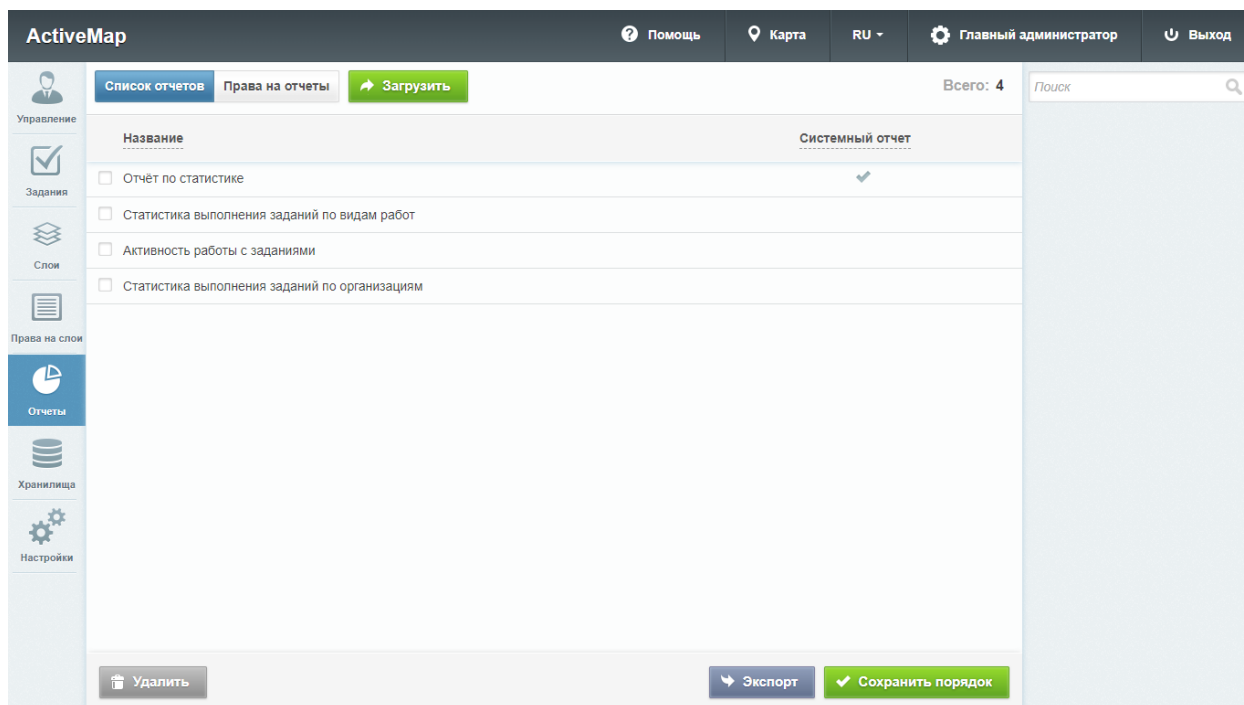 ActiveMap
Помощь
Карта
RU
Главный администратор
Выход
Управление
Задания
Слои
Права на слои
Отчеты
Хранилища
Настройки
Список отчетов
Права на отчеты
Загрузить
Всего: 4
Поиск
Название
Системный отчет
Отчёт по статистике
Статистика выполнения заданий по видам работ
Активность работы с заданиями
Статистика выполнения заданий по организациям
Удалить
Экспорт
Сохранить порядок